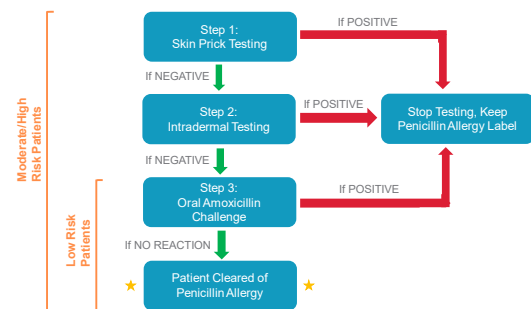 Step 1:
Skin Prick Testing
If POSITIVE
If NEGATIVE
Step 2:
Intradermal Testing
If POSITIVE
Stop Testing, Keep
Penicillin Allergy Label
If NEGATIVE
Step 3:
Oral Amoxicillin
Challenge
If POSITIVE
If NO REACTION
Patient Cleared of
Penicillin Allergy
Moderate/High
Risk Patients
Low Risk
Patients